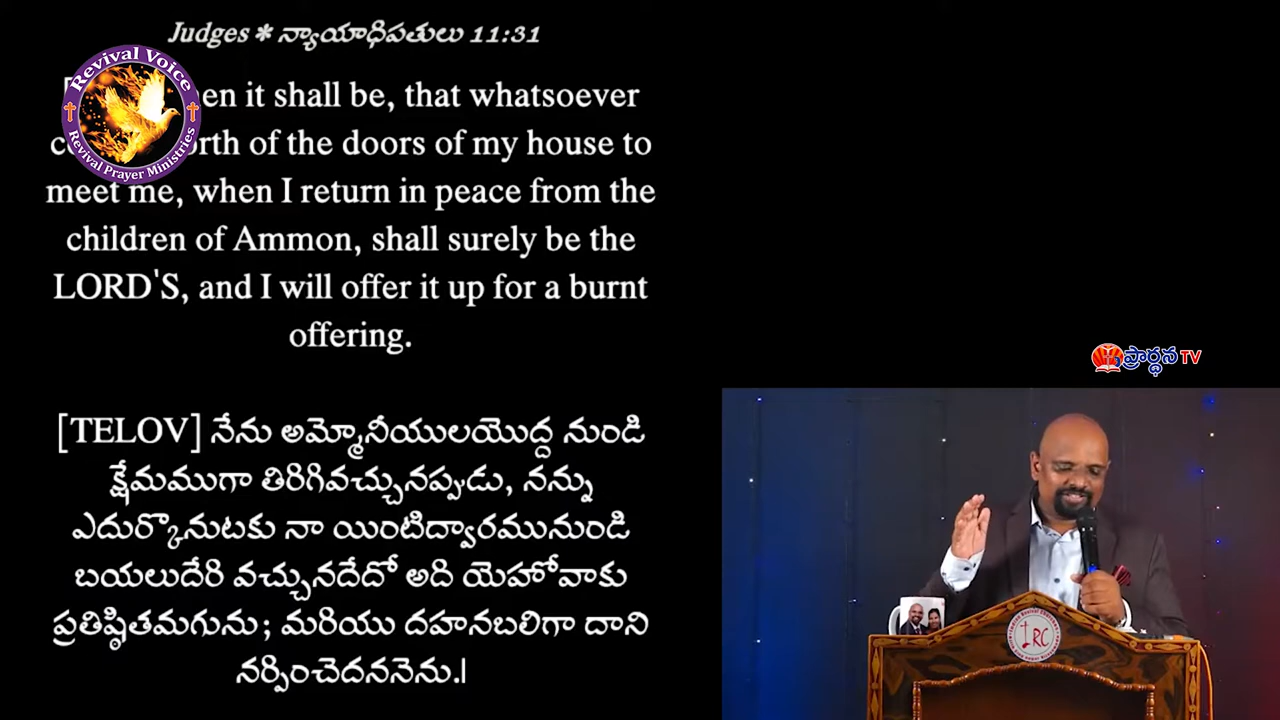 Judges * న్యాయాధిపతులు 11:31
Revival Voice
Revival Prayer Ministries
en it shall be, that whatsoever
orth of the doors of my house to
meet me, when I return in peace from the
children of Ammon, shall surely be the
LORD'S, and I will offer it up for a burnt
offering.
[TELOV] నేను అమ్మోనీయులయొద్ద నుండి
క్షేమముగా తిరిగివచ్చునప్పుడు, నన్ను
ఎదుర్కొనుటకు నా యింటిద్వారమునుండి
బయలుదేరి వచ్చునదేదో అది యెహోవాకు
ప్రతిష్ఠితమగును; మరియు దహనబలిగా దాని
నర్పించెదననెను.|
ప్రార్థన TV
RC